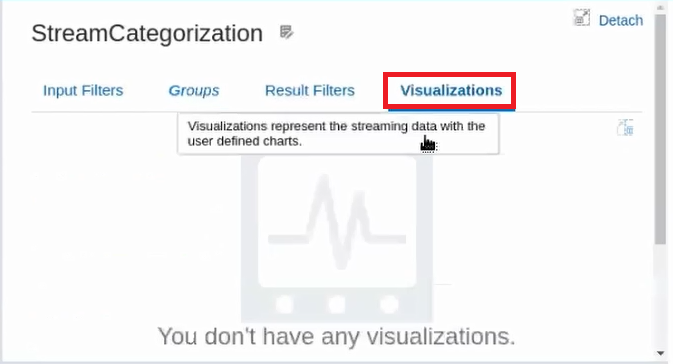 Detach
StreamCategorization
Input Filters Groups Result Filters Visualizations
Visualizations represent the streaming data with the
user defined charts.
You don't have any visualizations.